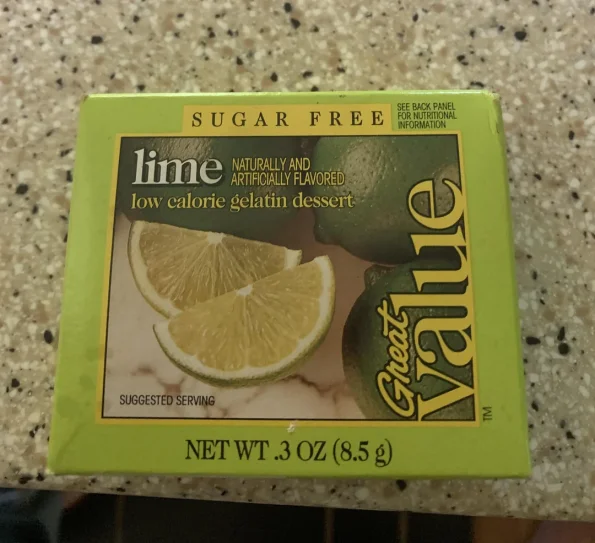 SUGAR FREE
SEE BACK PANEL
FOR NUTRITIONAL
INFORMATION
lime
NATURALLY AND
ARTIFICIALLY FLAVORED
low calorie gelatin dessert
Great
Value
TM
SUGGESTED SERVING
NET WT .3 OZ (8.5 g)